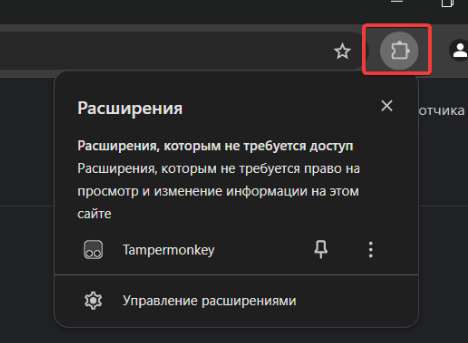 Расширения
отчика
Расширения, которым не требуется доступ
Расширения, которым не требуется право на
просмотр и изменение информации на этом
сайте
Tampermonkey
Управление расширениями